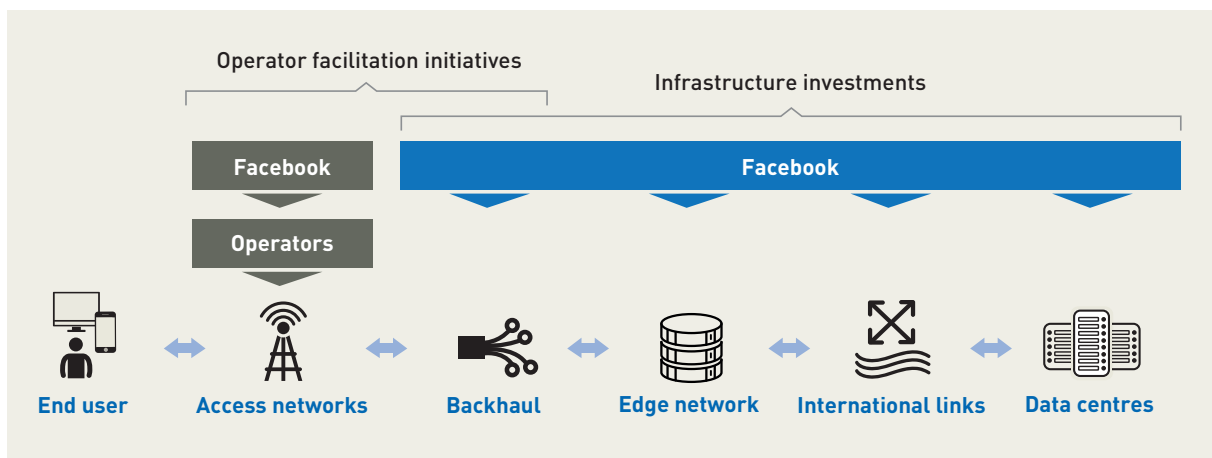 Operator facilitation initiatives
Infrastructure investments
Facebook
Facebook
Operators
End user
Access networks
Backhaul
Edge network
International links
Data centres